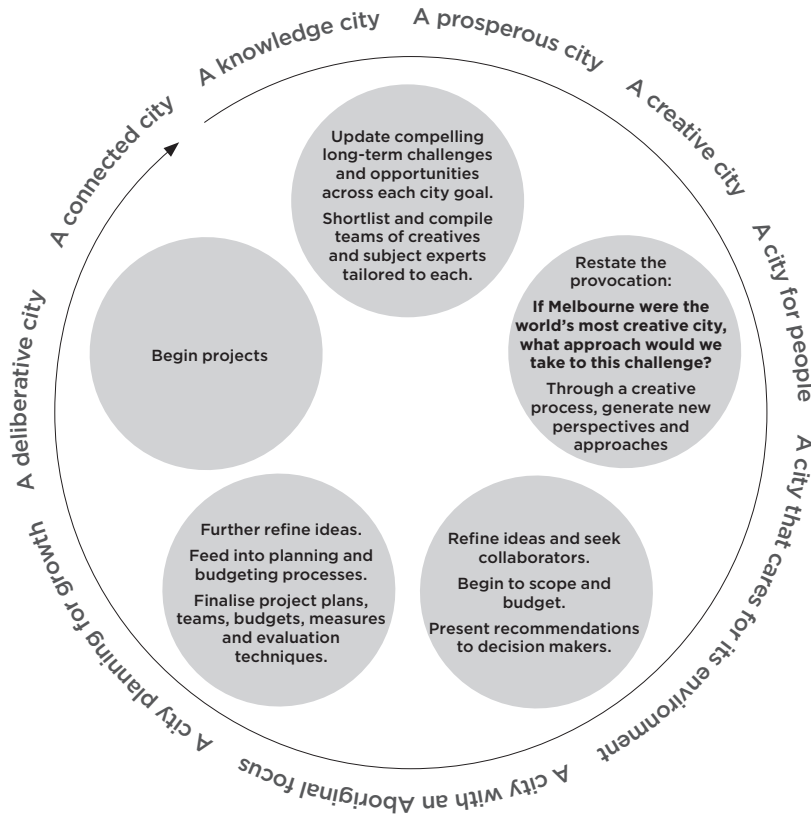 A knowledge city
A prosperous city
A creative city
A city for people
A city that cares for its environment
A city with an Aboriginal focus
A city planning for growth
A deliberative city
A connected city
Update compelling
long-term challenges
and opportunities
across each city goal.
Shortlist and compile
teams of creatives
and subject experts
tailored to each.
Restate the
provocation:
If Melbourne were the
world's most creative city,
what approach would we
take to this challenge?
Through a creative
process, generate new
perspectives and
approaches
Refine ideas and seek
collaborators.
Begin to scope and
budget.
Present recommendations
to decision makers.
Further refine ideas.
Feed into planning and
budgeting processes.
Finalise project plans,
teams, budgets, measures
and evaluation
techniques.
Begin projects